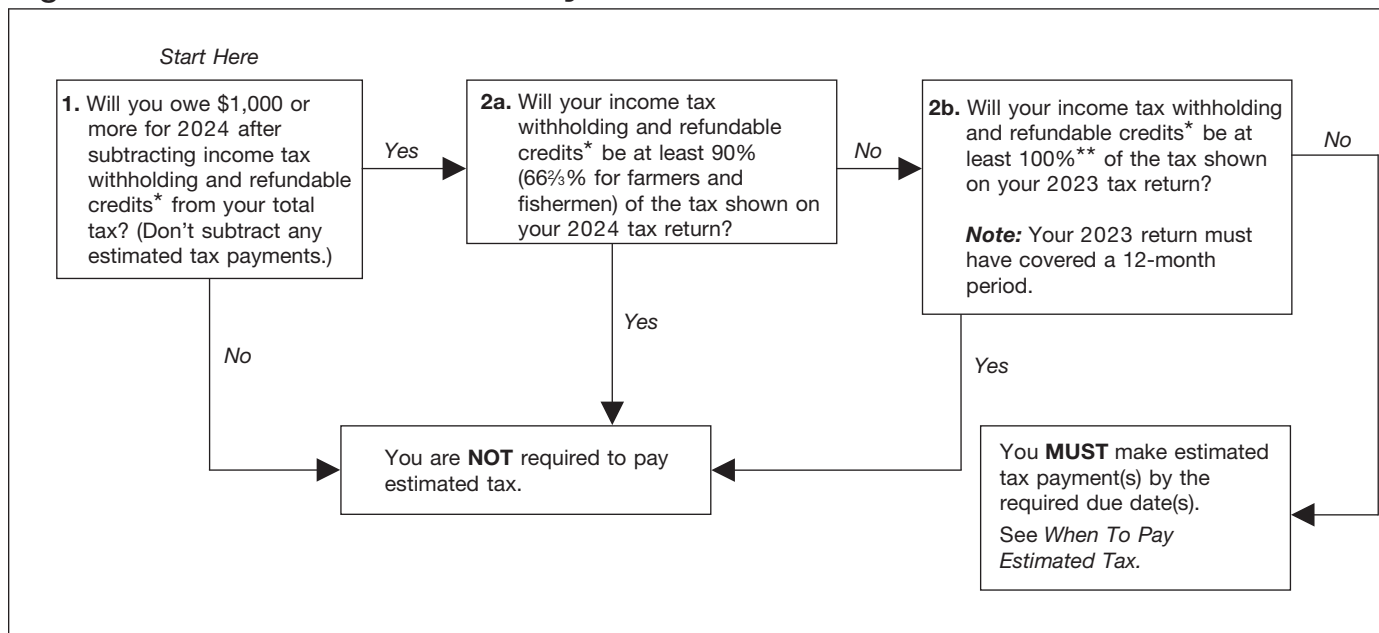 Start Here
1. Will you owe $1,000 or
more for 2024 after
subtracting income tax
withholding and refundable
credits* from your total
tax? (Don't subtract any
estimated tax payments.)
Yes
2a. Will your income tax
withholding and refundable
credits* be at least 90%
(66⅔% for farmers and
fishermen) of the tax shown on
your 2024 tax return?
No
2b. Will your income tax withholding
and refundable credits* be at
least 100%** of the tax shown
on your 2023 tax return?
Note: Your 2023 return must
have covered a 12-month
period.
No
No
Yes
Yes
You are NOT required to pay
estimated tax.
You MUST make estimated
tax payment(s) by the
required due date(s).
See When To Pay
Estimated Tax.